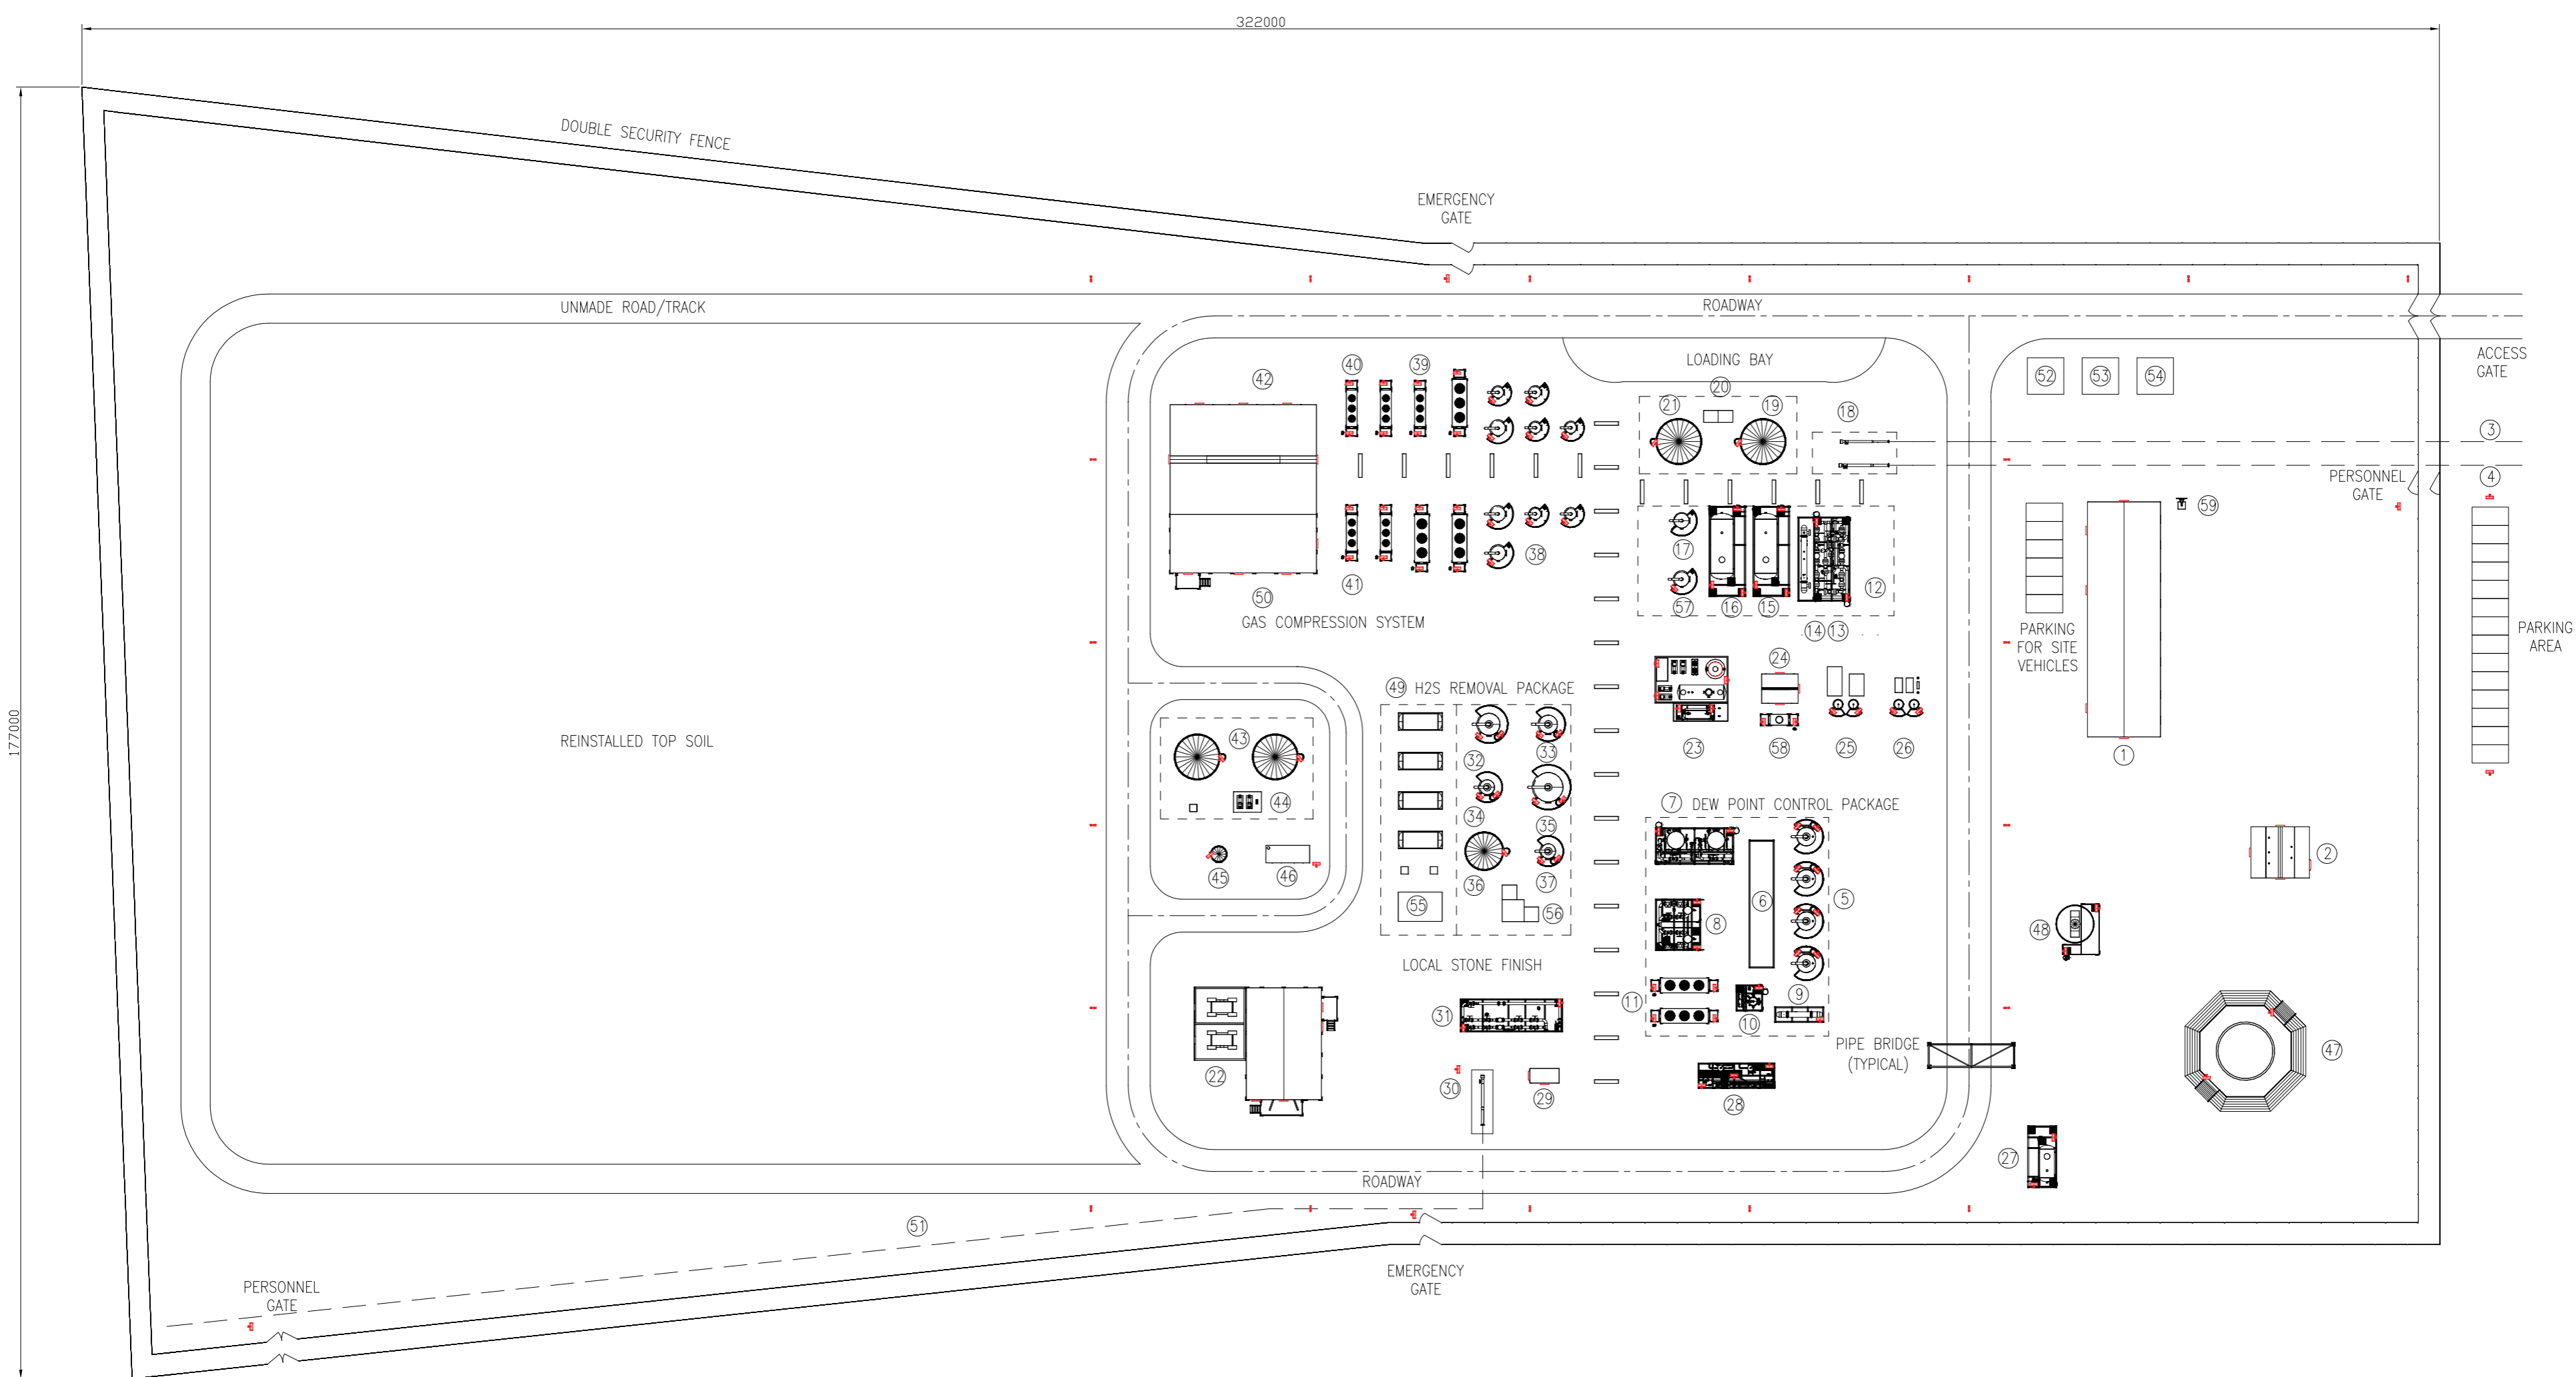 322000
DOUBLE SECURITY FENCE
EMERGENCY
GATE
UNMADE ROAD/TRACK
ROADWAY
LOADING BAY
ACCESS
GATE
42
40
39
20
21
19
18
52
53
54
3
4
PERSONNEL
GATE
59
38
17
12
41
50
57
16
15
GAS COMPRESSION SYSTEM
14
13
PARKING
FOR SITE
VEHICLES
PARKING
AREA
24
49 H2S REMOVAL PACKAGE
177000
REINSTALLED TOP SOIL
43
32
33
23
58
25
26
1
44
7 DEW POINT CONTROL PACKAGE
34
35
2
45
46
36
37
6
5
55
56
8
48
LOCAL STONE FINISH
11
9
31
10
PIPE BRIDGE
(TYPICAL)
47
22
30
29
28
27
ROADWAY
51
EMERGENCY
GATE
PERSONNEL
GATE